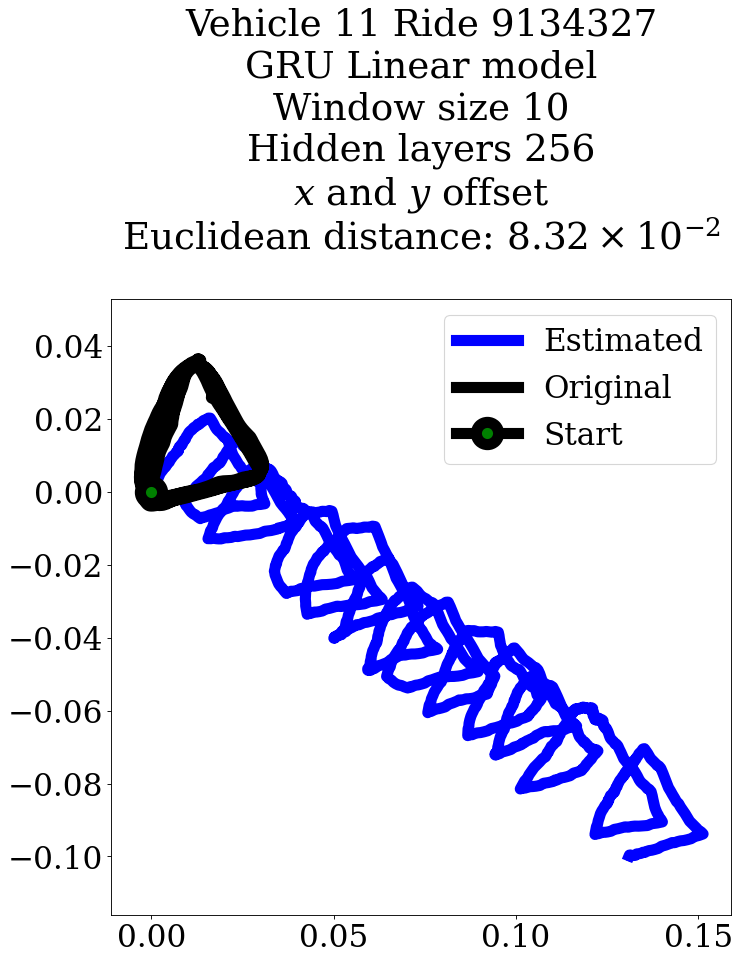 Vehicle 11 Ride 9134327
GRU Linear model
Window size 10
Hidden layers 256
x and y offset
Euclidean distance: 8.32 × 10⁻²
Estimated
Original
Start
0.04
0.02
0.00
−0.02
−0.04
−0.06
−0.08
−0.10
0.00 0.05 0.10 0.15